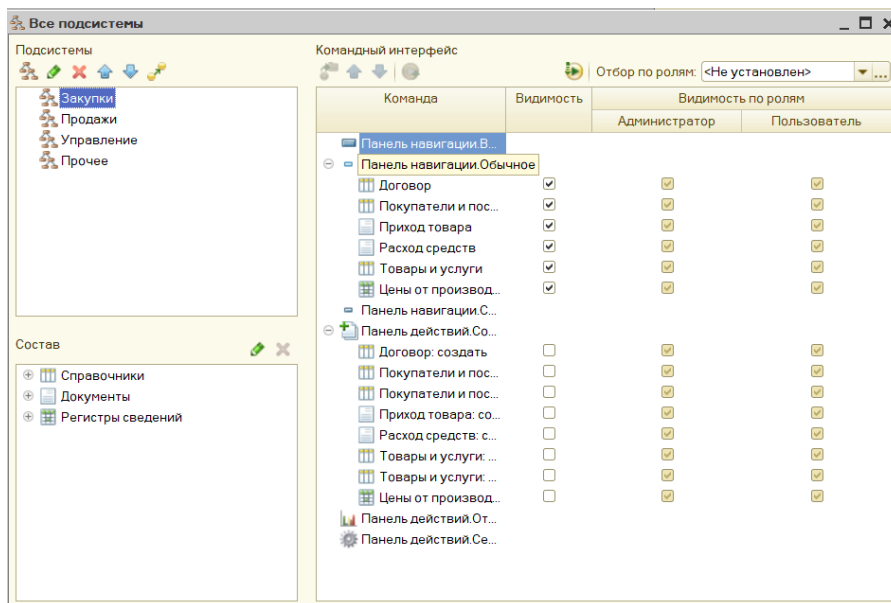 Все подсистемы
Подсистемы
Закупки
Продажи
Управление
Прочее
Состав
Справочники
Документы
Регистры сведений
Командный интерфейс
Отбор по ролям: <Не установлен>
Команда Видимость Видимость по ролям
Администратор Пользователь
Панель навигации.В...
Панель навигации.Обычное
Договор
Покупатели и пос...
Приход товара
Расход средств
Товары и услуги
Цены от производ...
Панель навигации.С...
Панель действий.Со...
Договор: создать
Покупатели и пос...
Покупатели и пос...
Приход товара: со...
Расход средств: с...
Товары и услуги: ...
Товары и услуги: ...
Цены от производ...
Панель действий.От...
Панель действий.Се...